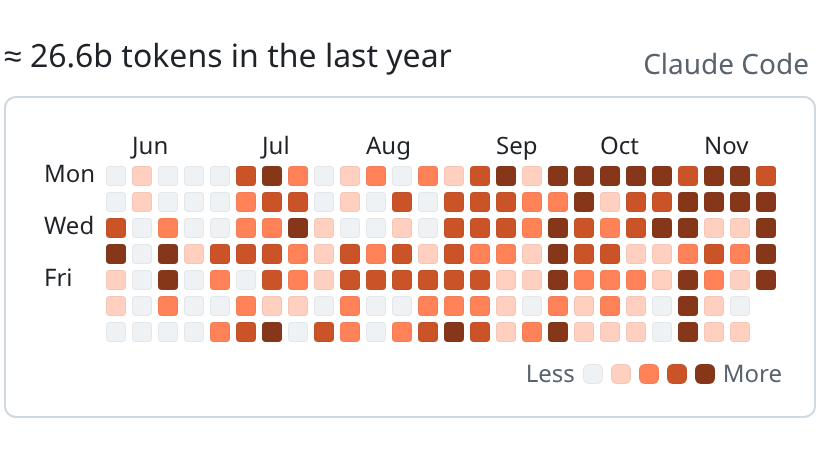 ≈ 26.6b tokens in the last year
Claude Code
Jun Jul Aug Sep Oct Nov
Mon
Wed
Fri
Less More